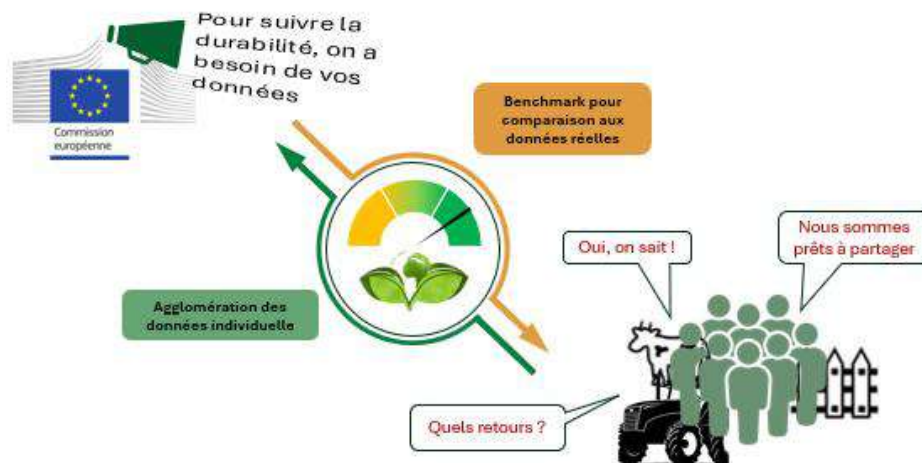 Pour suivre la
durabilité, on a
besoin de vos
données
Commission
européenne
Benchmark pour
comparaison aux
données réelles
Oui, on sait !
Nous sommes
prêts à partager
Agglomération des
données individuelle
Quels retours ?